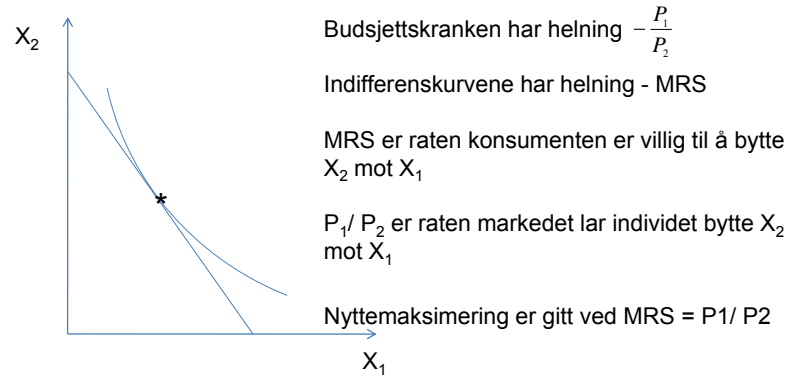 X₂
Budsjettskranken har helning −P₁/P₂
Indifferenskurvene har helning - MRS
MRS er raten konsumenten er villig til å bytte
X₂ mot X₁
*
P₁/ P₂ er raten markedet lar individet bytte X₂
mot X₁
Nyttemaksimering er gitt ved MRS = P1/ P2
X₁